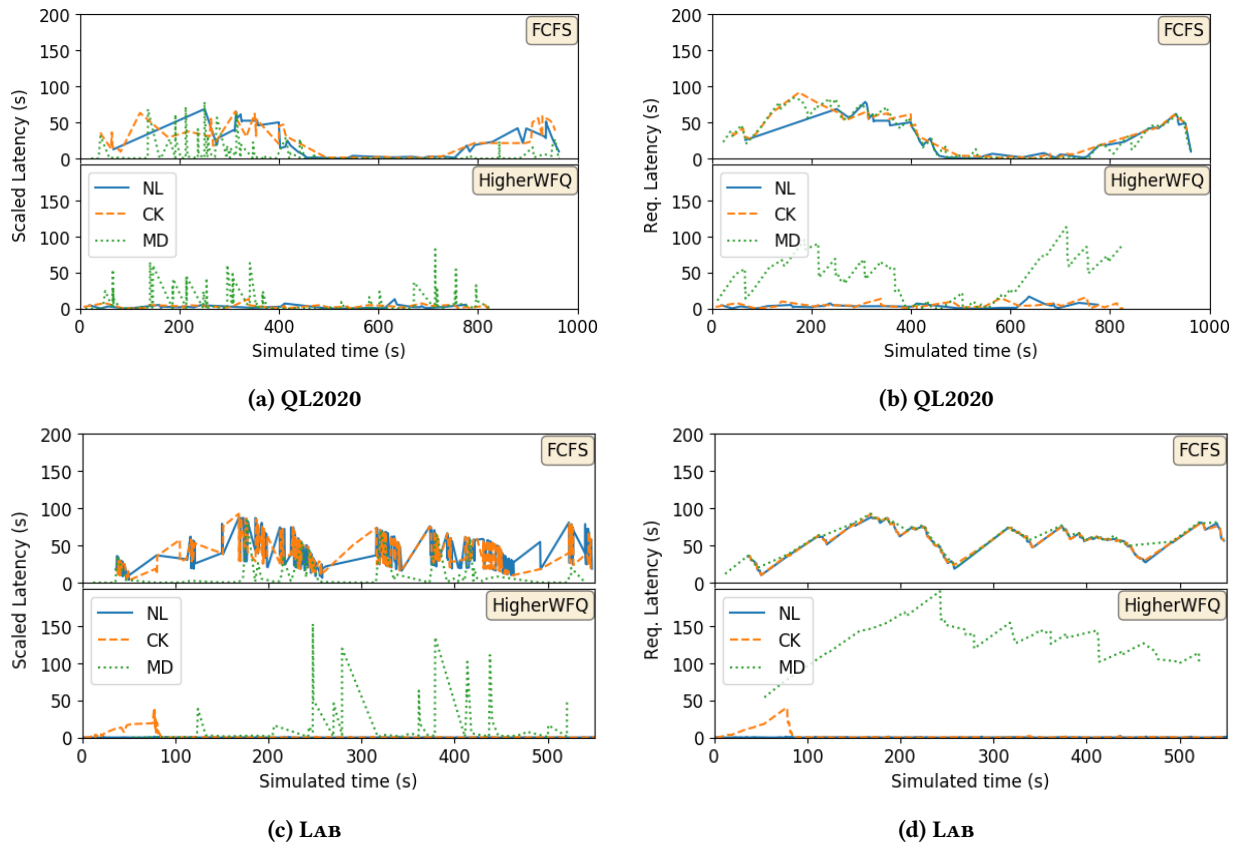 200
150
100
50
0
Scaled Latency (s)
FCFS
150
100
50
0
NL
CK
MD
HigherWFQ
0 200 400 600 800 1000
Simulated time (s)
(a) QL2020
200
150
100
50
0
Req. Latency (s)
FCFS
150
100
50
0
NL
CK
MD
HigherWFQ
0 200 400 600 800 1000
Simulated time (s)
(b) QL2020
200
150
100
50
0
Scaled Latency (s)
FCFS
150
100
50
0
NL
CK
MD
HigherWFQ
0 100 200 300 400 500
Simulated time (s)
(c) LAB
200
150
100
50
0
Req. Latency (s)
FCFS
150
100
50
0
NL
CK
MD
HigherWFQ
0 100 200 300 400 500
Simulated time (s)
(d) LAB